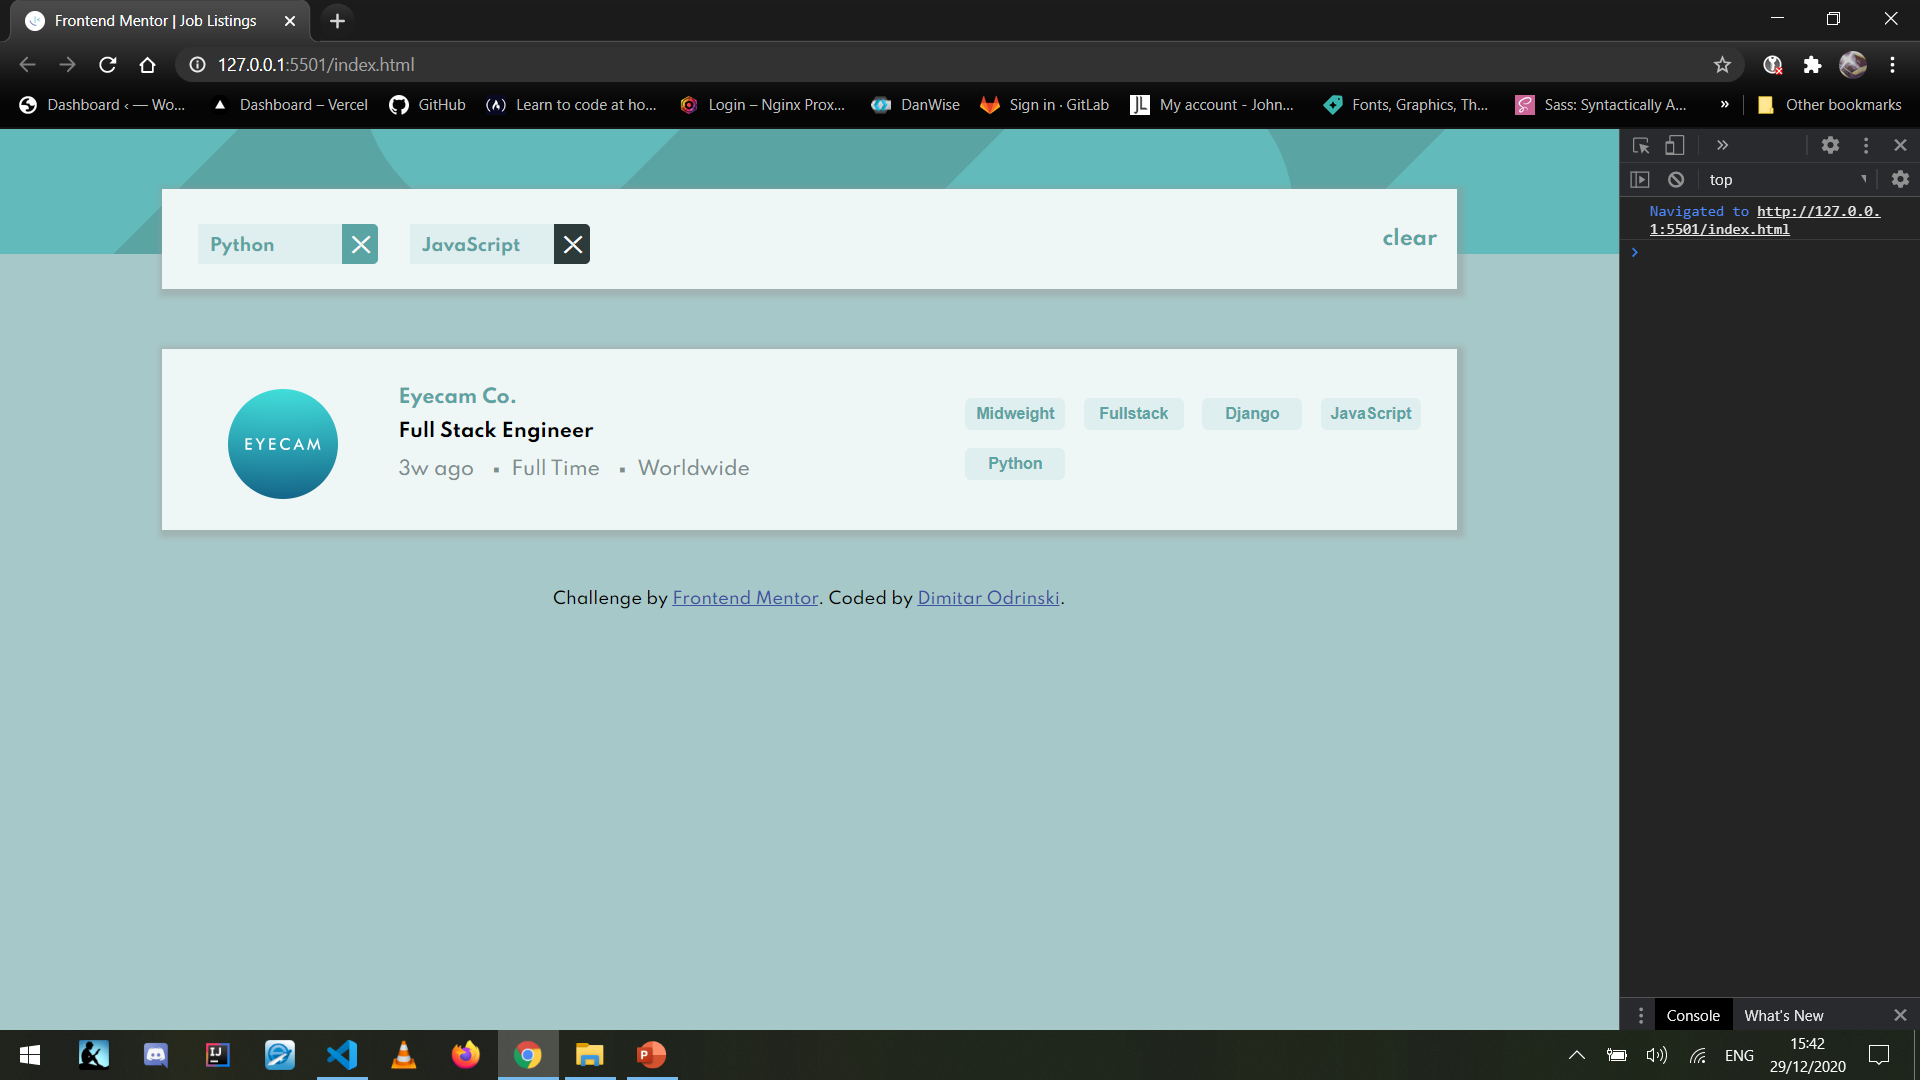 Frontend Mentor | Job Listings
127.0.0.1:5501/index.html
Dashboard ‹ — Wo... Dashboard – Vercel GitHub Learn to code at ho... Login – Nginx Prox... DanWise Sign in · GitLab My account - John... Fonts, Graphics, Th... Sass: Syntactically A... » Other bookmarks
Python JavaScript clear
EYECAM
Eyecam Co.
Full Stack Engineer
3w ago Full Time Worldwide
Midweight Fullstack Django JavaScript
Python
Challenge by Frontend Mentor. Coded by Dimitar Odrinski.
top
Navigated to http://127.0.0.
1:5501/index.html
Console What's New
ENG
15:42
29/12/2020